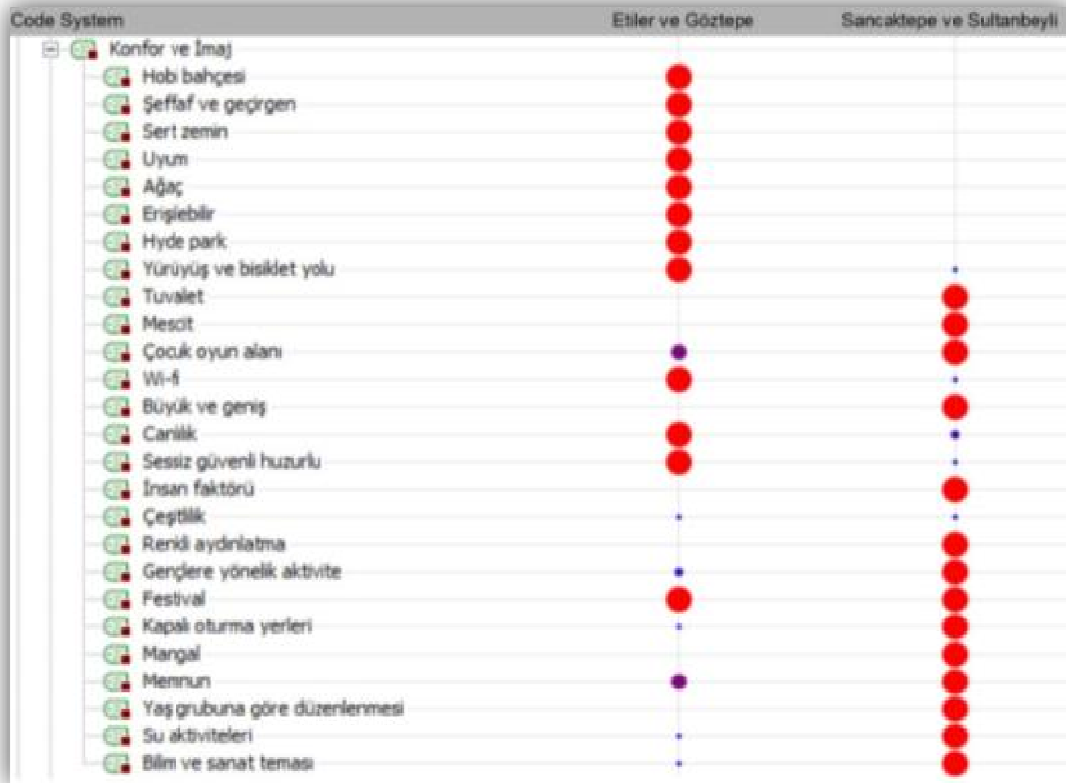 Code System Etiler ve Göztepe Sancaktepe ve Sultanbeyli
Konfor ve İmaj
Hobi bahçesi
Şeffaf ve geçirgen
Sert zemin
Uyum
Ağaç
Erişlebilir
Hyde park
Yürüyüş ve bisiklet yolu
Tuvalet
Mescit
Çocuk oyun alanı
Wi-fi
Büyük ve geniş
Canlılık
Sessiz güvenli huzurlu
İnsan faktörü
Çeştlilik
Renkli aydınlatma
Gençlere yönelik aktivite
Festival
Kapalı oturma yerleri
Mangal
Memnun
Yaş grubuna göre düzenlenmesi
Su aktiviteleri
Bilim ve sanat teması